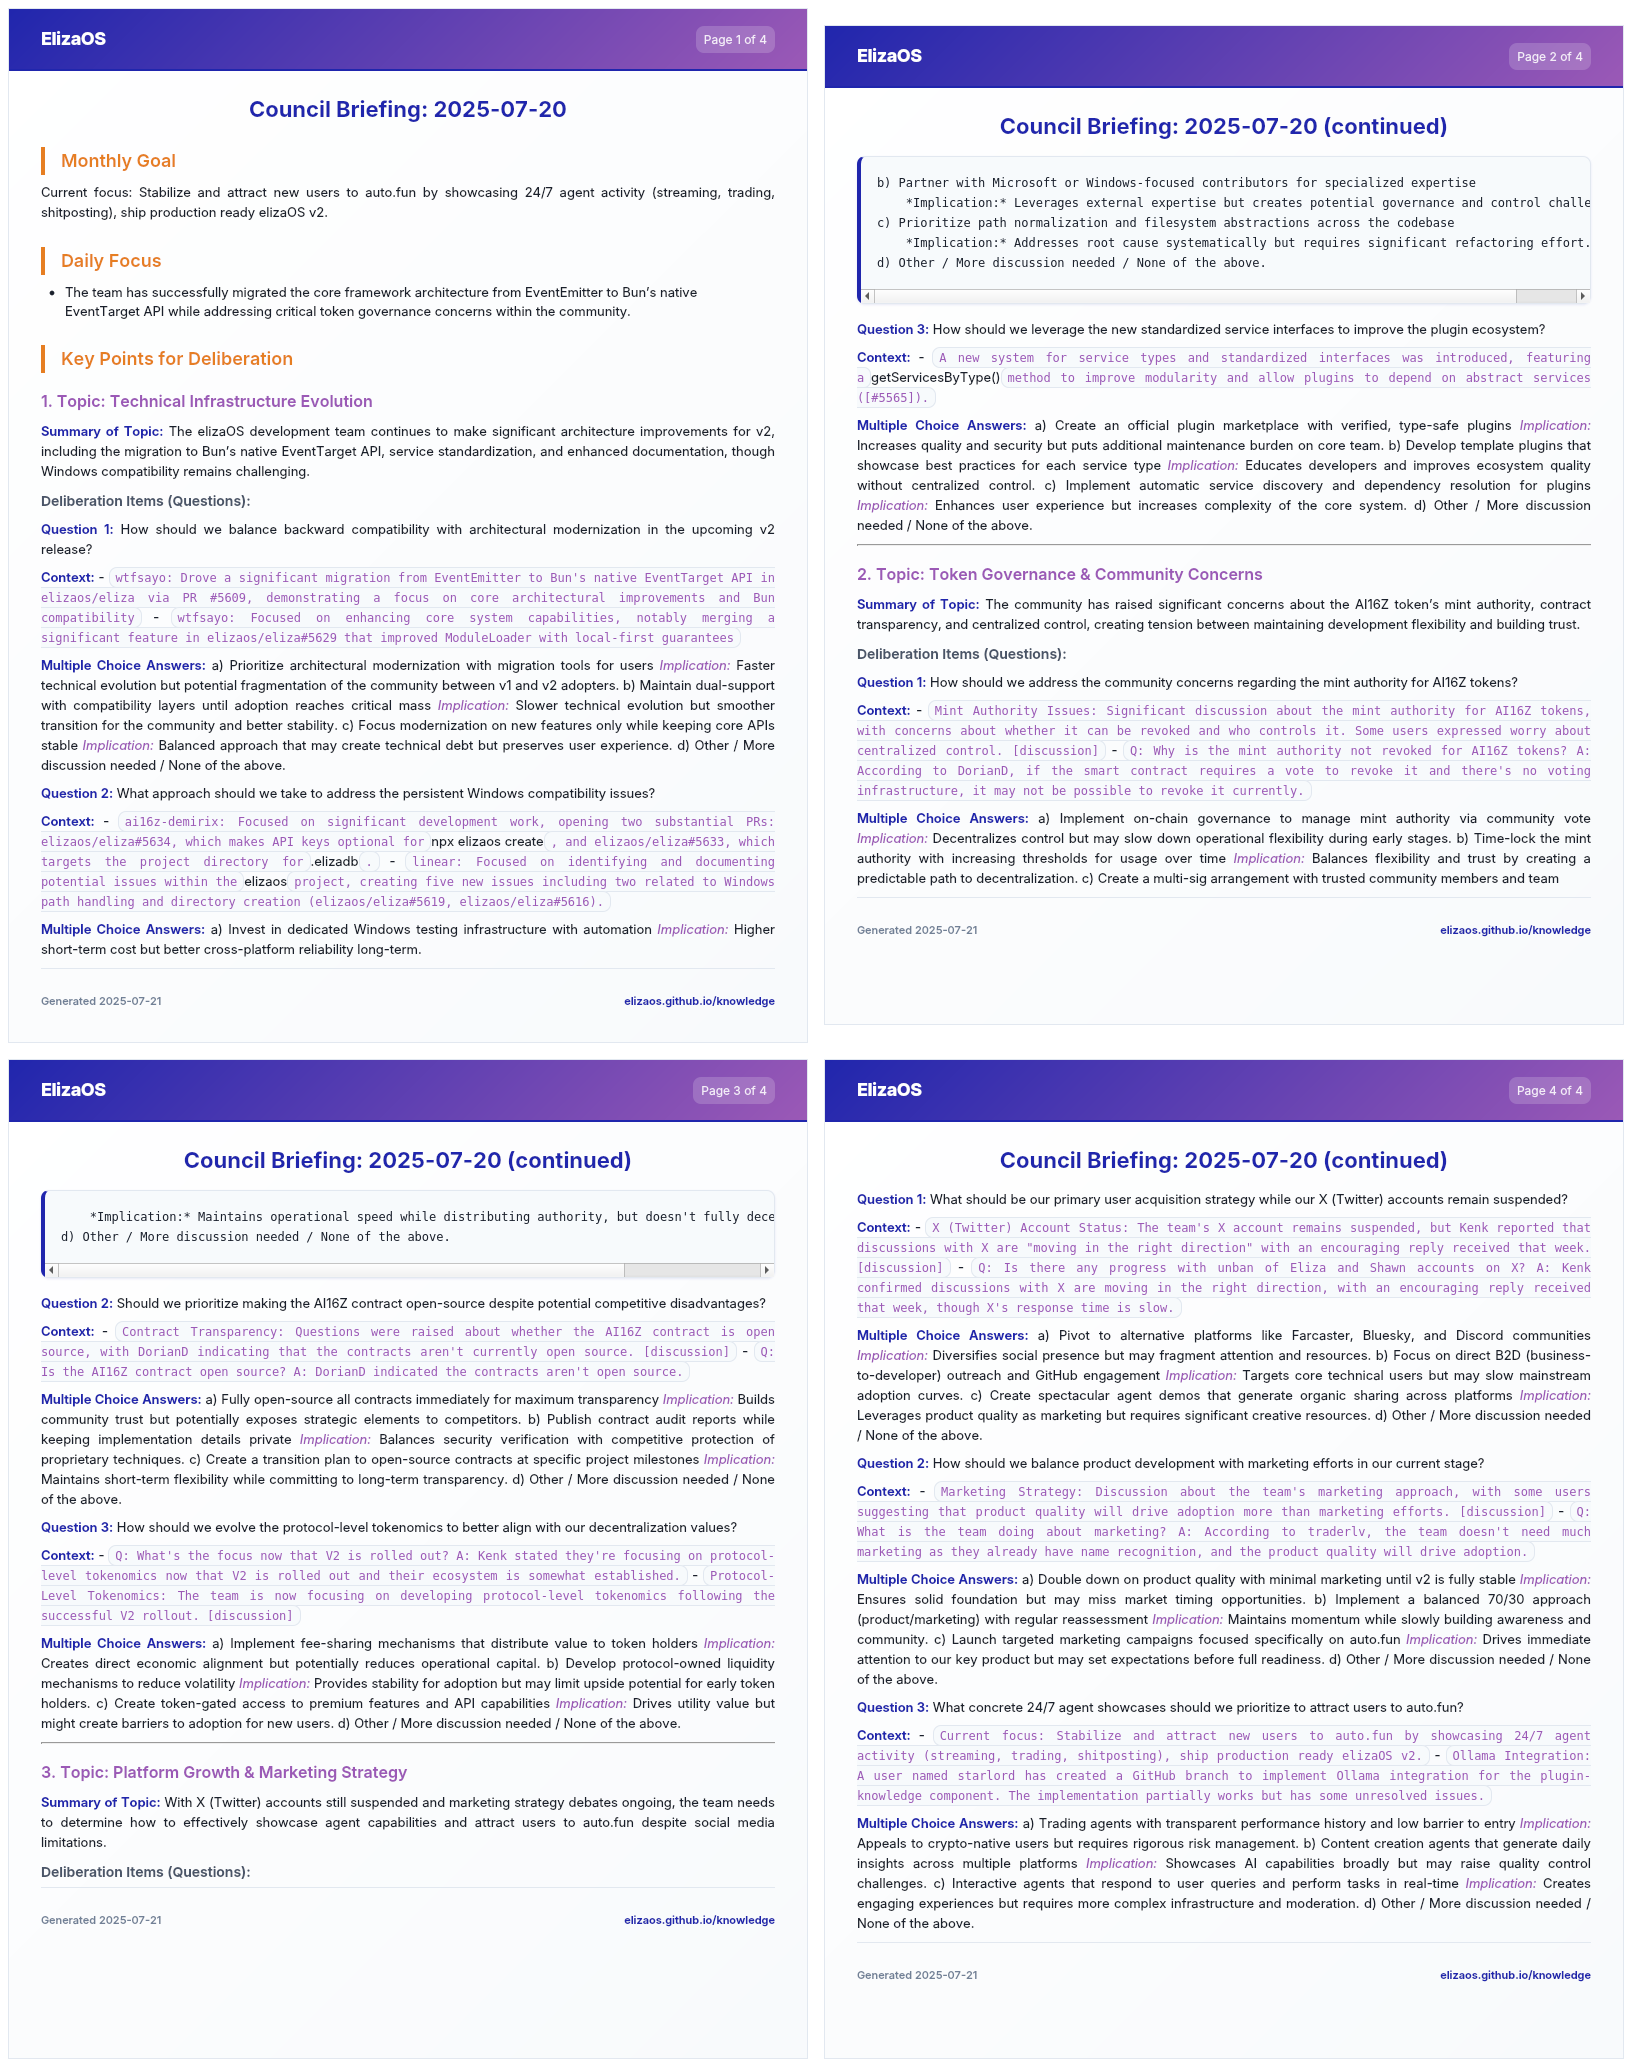 ElizaOS
Page 1 of 4
Council Briefing: 2025-07-20
Monthly Goal
Current focus: Stabilize and attract new users to auto.fun by showcasing 24/7 agent activity (streaming, trading,
shitposting), ship production ready elizaOS v2.
Daily Focus
• The team has successfully migrated the core framework architecture from EventEmitter to Bun’s native
EventTarget API while addressing critical token governance concerns within the community.
Key Points for Deliberation
1. Topic: Technical Infrastructure Evolution
Summary of Topic: The elizaOS development team continues to make significant architecture improvements for v2,
including the migration to Bun’s native EventTarget API, service standardization, and enhanced documentation, though
Windows compatibility remains challenging.
Deliberation Items (Questions):
Question 1: How should we balance backward compatibility with architectural modernization in the upcoming v2
release?
Context: - wtfsayo: Drove a significant migration from EventEmitter to Bun's native EventTarget API in
elizaos/eliza via PR #5609, demonstrating a focus on core architectural improvements and Bun
compatibility - wtfsayo: Focused on enhancing core system capabilities, notably merging a
significant feature in elizaos/eliza#5629 that improved ModuleLoader with local-first guarantees
Multiple Choice Answers: a) Prioritize architectural modernization with migration tools for users Implication: Faster
technical evolution but potential fragmentation of the community between v1 and v2 adopters. b) Maintain dual-support
with compatibility layers until adoption reaches critical mass Implication: Slower technical evolution but smoother
transition for the community and better stability. c) Focus modernization on new features only while keeping core APIs
stable Implication: Balanced approach that may create technical debt but preserves user experience. d) Other / More
discussion needed / None of the above.
Question 2: What approach should we take to address the persistent Windows compatibility issues?
Context: - ai16z-demirix: Focused on significant development work, opening two substantial PRs:
elizaos/eliza#5634, which makes API keys optional for npx elizaos create , and elizaos/eliza#5633, which
targets the project directory for .elizadb . - linear: Focused on identifying and documenting
potential issues within the elizaos project, creating five new issues including two related to Windows
path handling and directory creation (elizaos/eliza#5619, elizaos/eliza#5616).
Multiple Choice Answers: a) Invest in dedicated Windows testing infrastructure with automation Implication: Higher
short-term cost but better cross-platform reliability long-term.
Generated 2025-07-21
elizaos.github.io/knowledge
ElizaOS
Page 2 of 4
Council Briefing: 2025-07-20 (continued)
b) Partner with Microsoft or Windows-focused contributors for specialized expertise
*Implication:* Leverages external expertise but creates potential governance and control challe
c) Prioritize path normalization and filesystem abstractions across the codebase
*Implication:* Addresses root cause systematically but requires significant refactoring effort.
d) Other / More discussion needed / None of the above.
Question 3: How should we leverage the new standardized service interfaces to improve the plugin ecosystem?
Context: - A new system for service types and standardized interfaces was introduced, featuring
a getServicesByType() method to improve modularity and allow plugins to depend on abstract services
([#5565]).
Multiple Choice Answers: a) Create an official plugin marketplace with verified, type-safe plugins Implication:
Increases quality and security but puts additional maintenance burden on core team. b) Develop template plugins that
showcase best practices for each service type Implication: Educates developers and improves ecosystem quality
without centralized control. c) Implement automatic service discovery and dependency resolution for plugins
Implication: Enhances user experience but increases complexity of the core system. d) Other / More discussion
needed / None of the above.
2. Topic: Token Governance & Community Concerns
Summary of Topic: The community has raised significant concerns about the AI16Z token’s mint authority, contract
transparency, and centralized control, creating tension between maintaining development flexibility and building trust.
Deliberation Items (Questions):
Question 1: How should we address the community concerns regarding the mint authority for AI16Z tokens?
Context: - Mint Authority Issues: Significant discussion about the mint authority for AI16Z tokens,
with concerns about whether it can be revoked and who controls it. Some users expressed worry about
centralized control. [discussion] - Q: Why is the mint authority not revoked for AI16Z tokens? A:
According to DorianD, if the smart contract requires a vote to revoke it and there's no voting
infrastructure, it may not be possible to revoke it currently.
Multiple Choice Answers: a) Implement on-chain governance to manage mint authority via community vote
Implication: Decentralizes control but may slow down operational flexibility during early stages. b) Time-lock the mint
authority with increasing thresholds for usage over time Implication: Balances flexibility and trust by creating a
predictable path to decentralization. c) Create a multi-sig arrangement with trusted community members and team
Generated 2025-07-21
elizaos.github.io/knowledge
ElizaOS
Page 3 of 4
Council Briefing: 2025-07-20 (continued)
*Implication:* Maintains operational speed while distributing authority, but doesn't fully dece
d) Other / More discussion needed / None of the above.
Question 2: Should we prioritize making the AI16Z contract open-source despite potential competitive disadvantages?
Context: - Contract Transparency: Questions were raised about whether the AI16Z contract is open
source, with DorianD indicating that the contracts aren't currently open source. [discussion] - Q:
Is the AI16Z contract open source? A: DorianD indicated the contracts aren't open source.
Multiple Choice Answers: a) Fully open-source all contracts immediately for maximum transparency Implication: Builds
community trust but potentially exposes strategic elements to competitors. b) Publish contract audit reports while
keeping implementation details private Implication: Balances security verification with competitive protection of
proprietary techniques. c) Create a transition plan to open-source contracts at specific project milestones Implication:
Maintains short-term flexibility while committing to long-term transparency. d) Other / More discussion needed / None
of the above.
Question 3: How should we evolve the protocol-level tokenomics to better align with our decentralization values?
Context: - Q: What's the focus now that V2 is rolled out? A: Kenk stated they're focusing on protocol-
level tokenomics now that V2 is rolled out and their ecosystem is somewhat established. - Protocol-
Level Tokenomics: The team is now focusing on developing protocol-level tokenomics following the
successful V2 rollout. [discussion]
Multiple Choice Answers: a) Implement fee-sharing mechanisms that distribute value to token holders Implication:
Creates direct economic alignment but potentially reduces operational capital. b) Develop protocol-owned liquidity
mechanisms to reduce volatility Implication: Provides stability for adoption but may limit upside potential for early token
holders. c) Create token-gated access to premium features and API capabilities Implication: Drives utility value but
might create barriers to adoption for new users. d) Other / More discussion needed / None of the above.
3. Topic: Platform Growth & Marketing Strategy
Summary of Topic: With X (Twitter) accounts still suspended and marketing strategy debates ongoing, the team needs
to determine how to effectively showcase agent capabilities and attract users to auto.fun despite social media
limitations.
Deliberation Items (Questions):
Generated 2025-07-21
elizaos.github.io/knowledge
ElizaOS
Page 4 of 4
Council Briefing: 2025-07-20 (continued)
Question 1: What should be our primary user acquisition strategy while our X (Twitter) accounts remain suspended?
Context: - X (Twitter) Account Status: The team's X account remains suspended, but Kenk reported that
discussions with X are "moving in the right direction" with an encouraging reply received that week.
[discussion] - Q: Is there any progress with unban of Eliza and Shawn accounts on X? A: Kenk
confirmed discussions with X are moving in the right direction, with an encouraging reply received
that week, though X's response time is slow.
Multiple Choice Answers: a) Pivot to alternative platforms like Farcaster, Bluesky, and Discord communities
Implication: Diversifies social presence but may fragment attention and resources. b) Focus on direct B2D (business-
to-developer) outreach and GitHub engagement Implication: Targets core technical users but may slow mainstream
adoption curves. c) Create spectacular agent demos that generate organic sharing across platforms Implication:
Leverages product quality as marketing but requires significant creative resources. d) Other / More discussion needed
/ None of the above.
Question 2: How should we balance product development with marketing efforts in our current stage?
Context: - Marketing Strategy: Discussion about the team's marketing approach, with some users
suggesting that product quality will drive adoption more than marketing efforts. [discussion] - Q:
What is the team doing about marketing? A: According to traderlv, the team doesn't need much
marketing as they already have name recognition, and the product quality will drive adoption.
Multiple Choice Answers: a) Double down on product quality with minimal marketing until v2 is fully stable Implication:
Ensures solid foundation but may miss market timing opportunities. b) Implement a balanced 70/30 approach
(product/marketing) with regular reassessment Implication: Maintains momentum while slowly building awareness and
community. c) Launch targeted marketing campaigns focused specifically on auto.fun Implication: Drives immediate
attention to our key product but may set expectations before full readiness. d) Other / More discussion needed / None
of the above.
Question 3: What concrete 24/7 agent showcases should we prioritize to attract users to auto.fun?
Context: - Current focus: Stabilize and attract new users to auto.fun by showcasing 24/7 agent
activity (streaming, trading, shitposting), ship production ready elizaOS v2. - Ollama Integration:
A user named starlord has created a GitHub branch to implement Ollama integration for the plugin-
knowledge component. The implementation partially works but has some unresolved issues.
Multiple Choice Answers: a) Trading agents with transparent performance history and low barrier to entry Implication:
Appeals to crypto-native users but requires rigorous risk management. b) Content creation agents that generate daily
insights across multiple platforms Implication: Showcases AI capabilities broadly but may raise quality control
challenges. c) Interactive agents that respond to user queries and perform tasks in real-time Implication: Creates
engaging experiences but requires more complex infrastructure and moderation. d) Other / More discussion needed /
None of the above.
Generated 2025-07-21
elizaos.github.io/knowledge